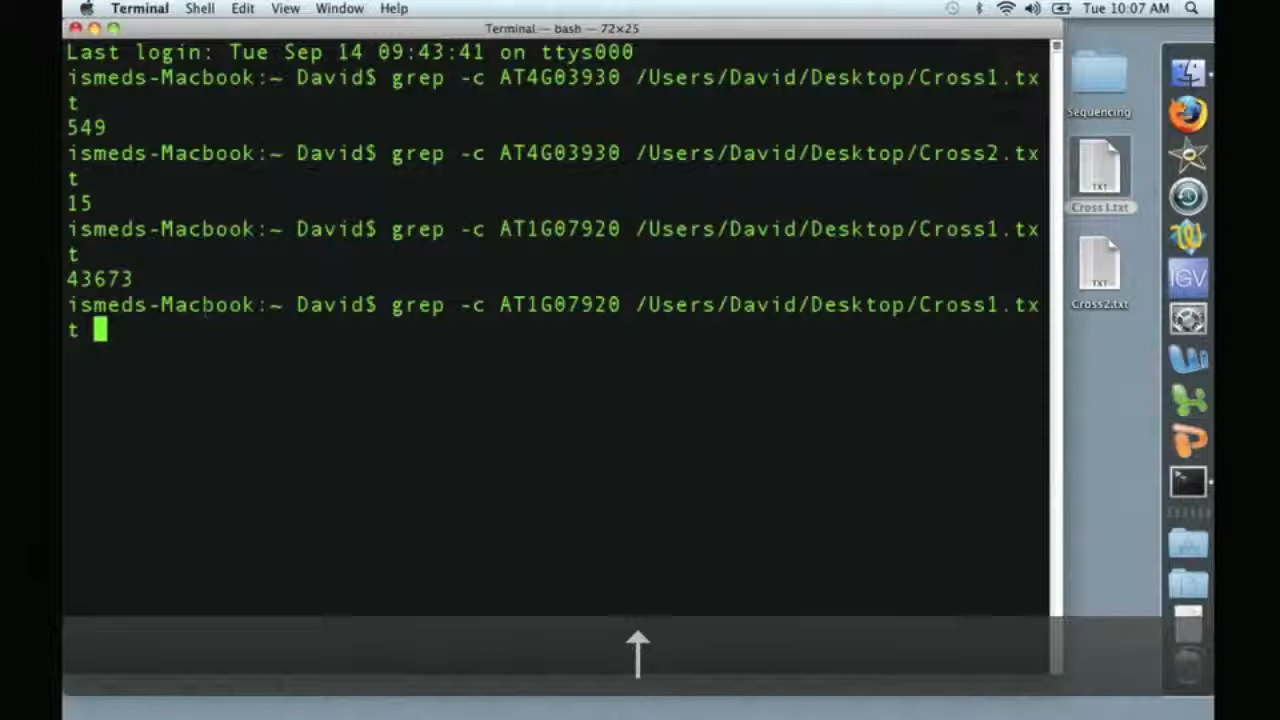 Terminal Shell Edit View Window Help Tue 10:07 AM
Terminal — bash — 72×25
Last login: Tue Sep 14 09:43:41 on ttys000
ismeds-Macbook:~ David$ grep -c AT4G03930 /Users/David/Desktop/Cross1.tx
t
549
ismeds-Macbook:~ David$ grep -c AT4G03930 /Users/David/Desktop/Cross2.tx
t
15
ismeds-Macbook:~ David$ grep -c AT1G07920 /Users/David/Desktop/Cross1.tx
t
43673
ismeds-Macbook:~ David$ grep -c AT1G07920 /Users/David/Desktop/Cross1.tx
t
Sequencing
TXT
Cross1.txt
TXT
Cross2.txt
IGV